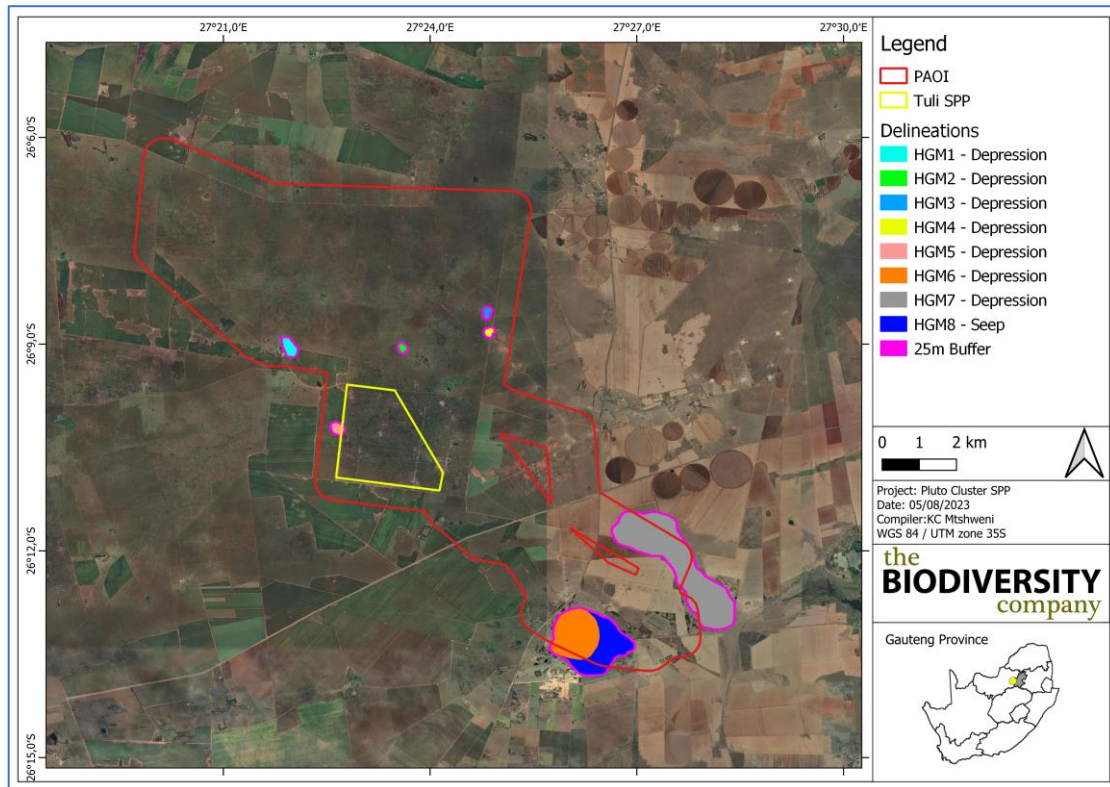 27°21,0'E 27°24,0'E 27°27,0'E 27°30,0'E
26°6,0'S
26°9,0'S
26°12,0'S
26°15,0'S
Legend
PAOI
Tuli SPP
Delineations
HGM1 - Depression
HGM2 - Depression
HGM3 - Depression
HGM4 - Depression
HGM5 - Depression
HGM6 - Depression
HGM7 - Depression
HGM8 - Seep
25m Buffer
0 1 2 km
Project: Pluto Cluster SPP
Date: 05/08/2023
Compiler:KC Mtshweni
WGS 84 / UTM zone 35S
the
BIODIVERSITY
company
Gauteng Province